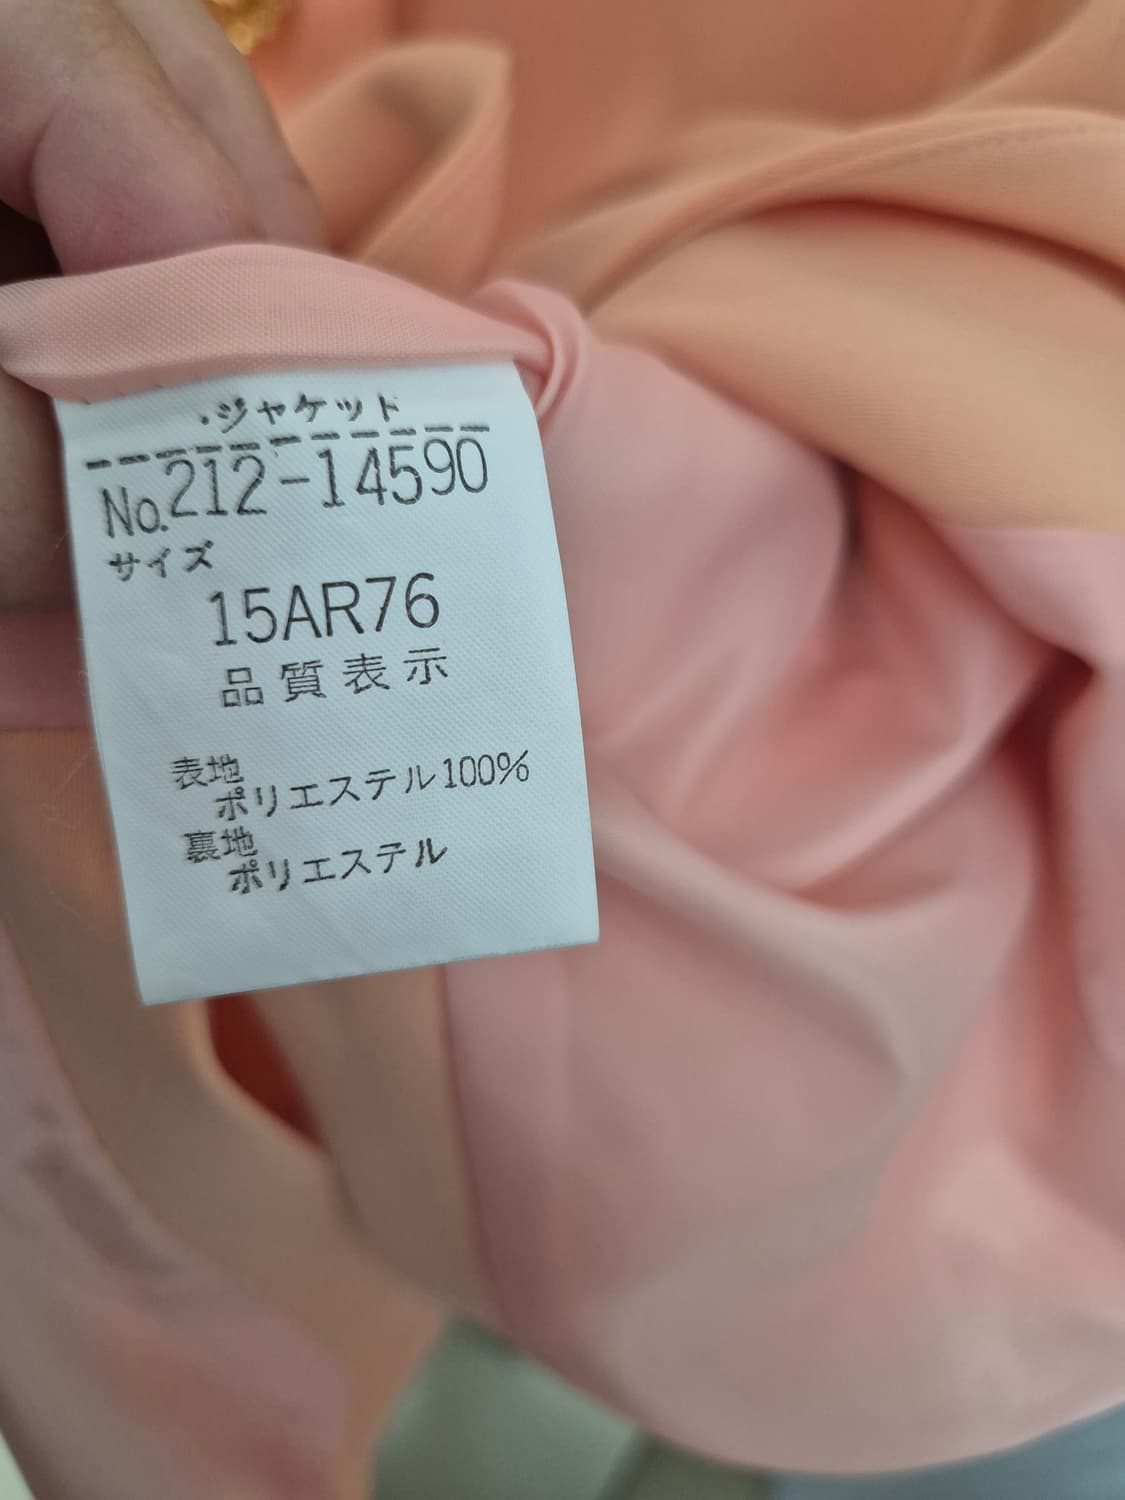 ・ジャケット
No.212-14590
サイズ
15AR76
品質表示
表地
ポリエステル100%
裏地
ポリエステル